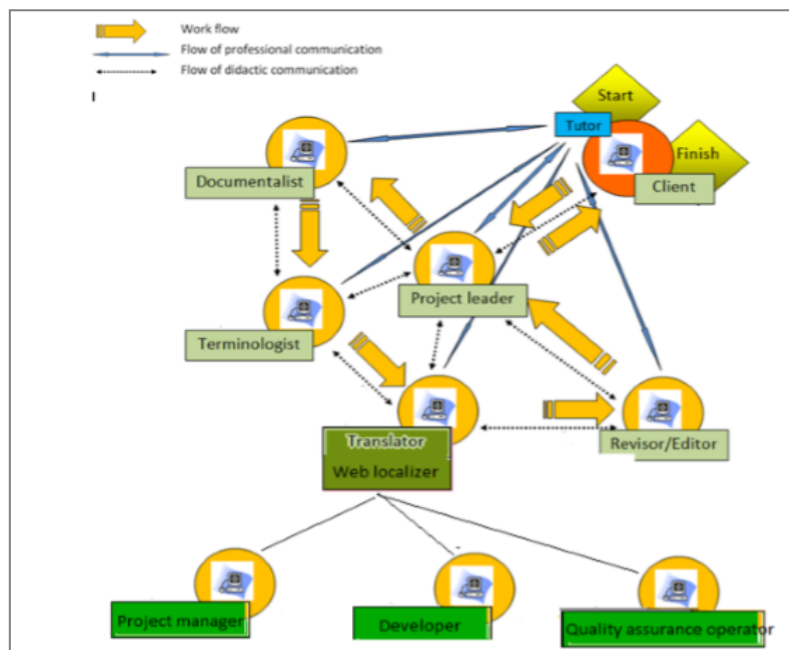 Work flow
Flow of professional communication
Flow of didactic communication
I
Start
Tutor
Finish
Documentalist
Client
Project leader
Terminologist
Translator
Revisor/Editor
Web localizer
Project manager
Developer
Quality assurance operator